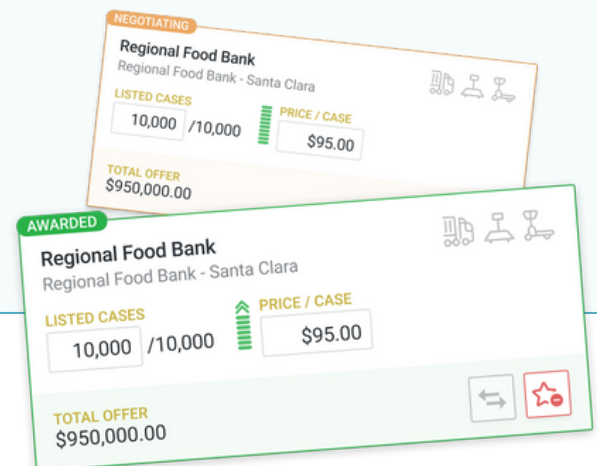 NEGOTIATING
Regional Food Bank
Regional Food Bank - Santa Clara
LISTED CASES PRICE / CASE
10,000 /10,000 $95.00
TOTAL OFFER
$950,000.00
AWARDED
Regional Food Bank
Regional Food Bank - Santa Clara
LISTED CASES PRICE / CASE
10,000 /10,000 $95.00
TOTAL OFFER
$950,000.00